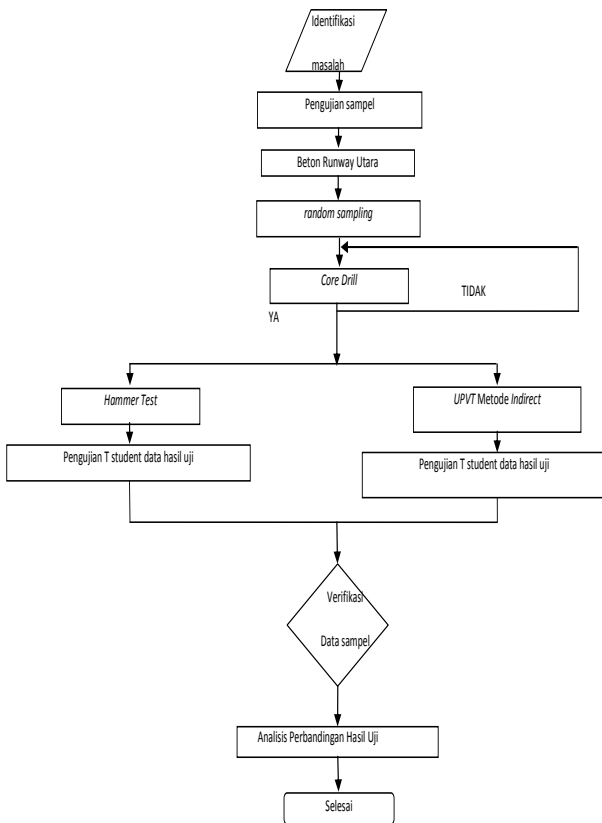 Identifikasi
masalah
Pengujian sampel
Beton Runway Utara
random sampling
Core Drill
TIDAK
YA
Hammer Test
UPVT Metode Indirect
Pengujian T student data hasil uji
Pengujian T student data hasil uji
Verifikasi
Data sampel
Analisis Perbandingan Hasil Uji
Selesai